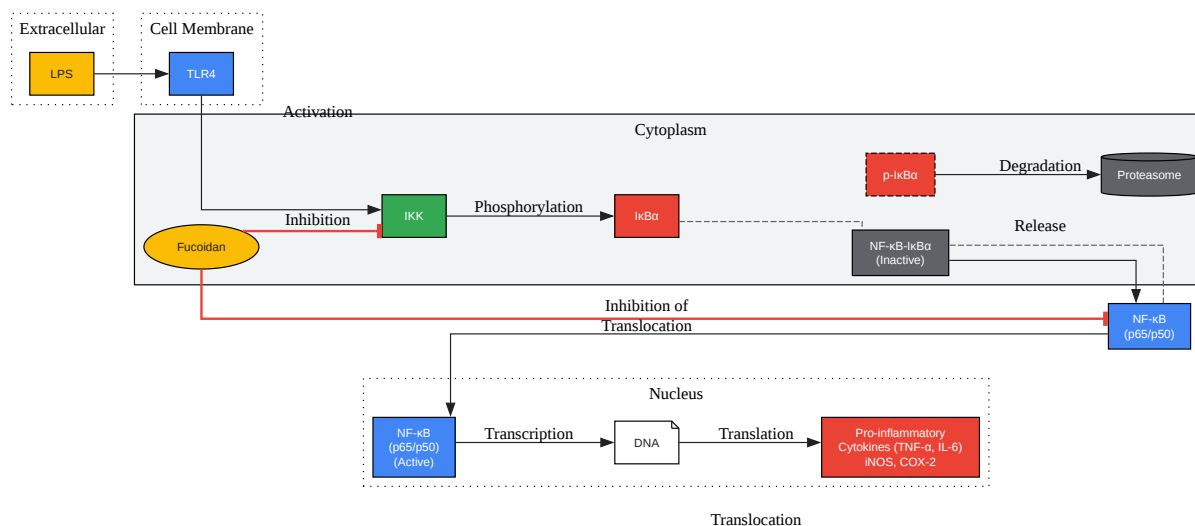 Extracellular
Cell Membrane
LPS
TLR4
Activation
Cytoplasm
p-IκBα
Degradation
Proteasome
IKK
Phosphorylation
IκBα
Inhibition
Fucoidan
Release
NF-κB-IκBα
(Inactive)
Inhibition of
Translocation
NF-κB
(p65/p50)
Nucleus
NF-κB
(p65/p50)
(Active)
Transcription
DNA
Translation
Pro-inflammatory
Cytokines (TNF-α, IL-6)
iNOS, COX-2
Translocation